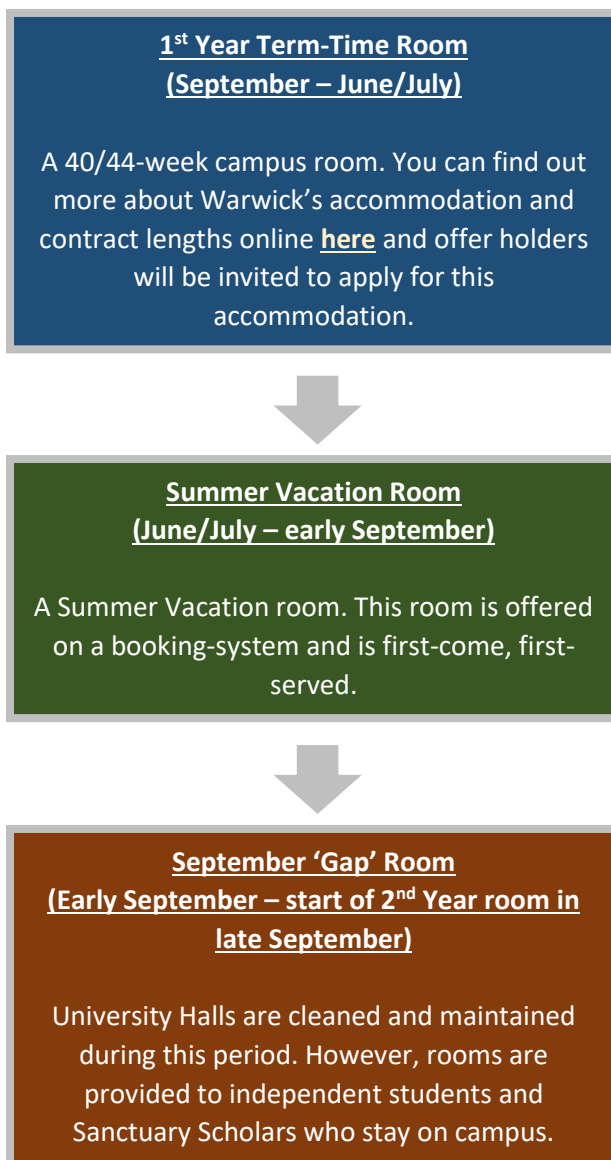 1st Year Term-Time Room
(September – June/July)
A 40/44-week campus room. You can find out
more about Warwick’s accommodation and
contract lengths online here and offer holders
will be invited to apply for this
accommodation.
Summer Vacation Room
(June/July – early September)
A Summer Vacation room. This room is offered
on a booking-system and is first-come, first-
served.
September ‘Gap’ Room
(Early September – start of 2nd Year room in
late September)
University Halls are cleaned and maintained
during this period. However, rooms are
provided to independent students and
Sanctuary Scholars who stay on campus.